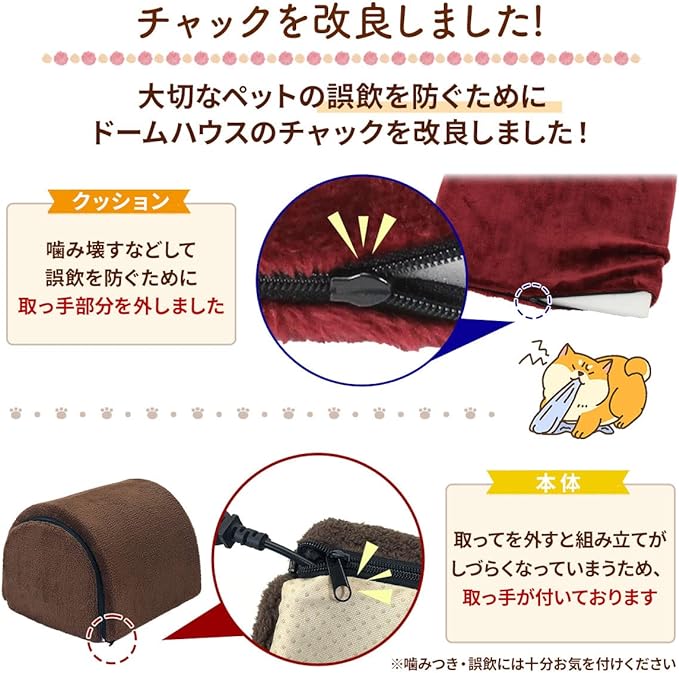 チャックを改良しました!
大切なペットの誤飲を防ぐために
ドームハウスのチャックを改良しました!
クッション
噛み壊すなどして
誤飲を防ぐために
取っ手部分を外しました
本体
取ってを外すと組み立てが
しづらくなっていまうため、
取っ手が付いております
※噛みつき・誤飲には十分お気を付けください